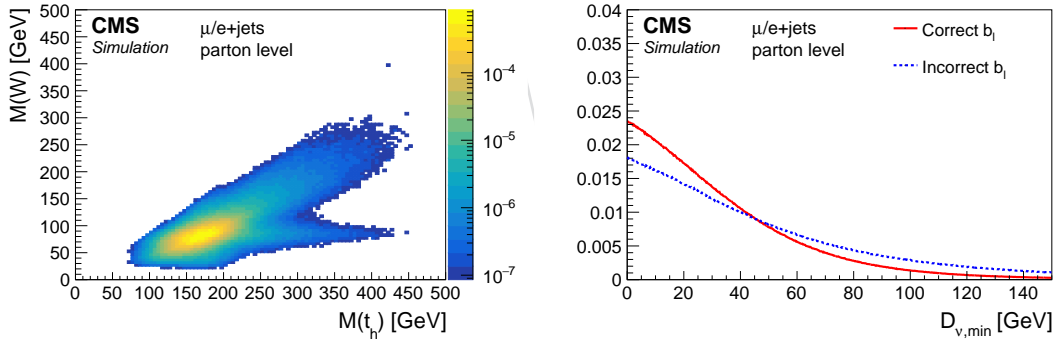 CMS
Simulation
μ/e+jets
parton level
M(W) [GeV]
500
450
400
350
300
250
200
150
100
50
0
0 50 100 150 200 250 300 350 400 450 500
M(t_h) [GeV]
10⁻⁴
10⁻⁵
10⁻⁶
10⁻⁷
CMS
Simulation
μ/e+jets
parton level
Correct b_l
Incorrect b_l
0.04
0.035
0.03
0.025
0.02
0.015
0.01
0.005
0
0 20 40 60 80 100 120 140
D_ν,min [GeV]